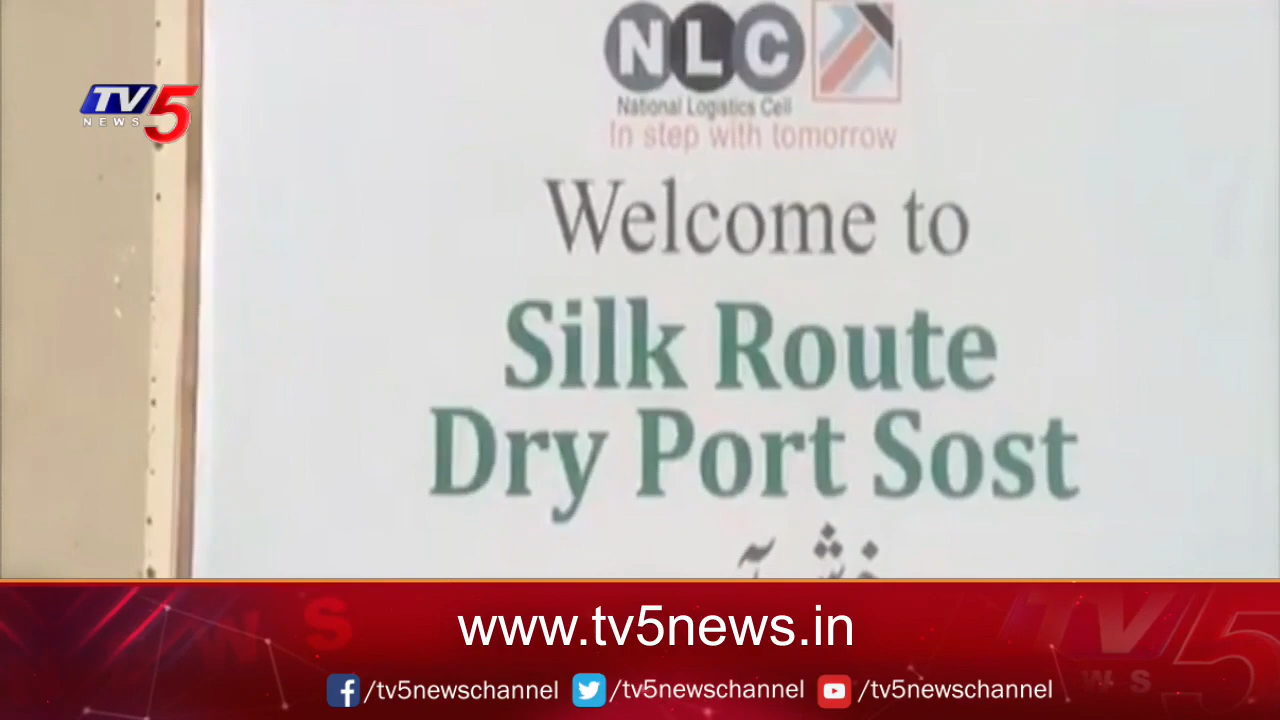 TV5
NEWS
NLC
National Logistics Cell
In step with tomorrow
Welcome to
Silk Route
Dry Port Sost
www.tv5news.in
/tv5newschannel /tv5newschannel /tv5newschannel